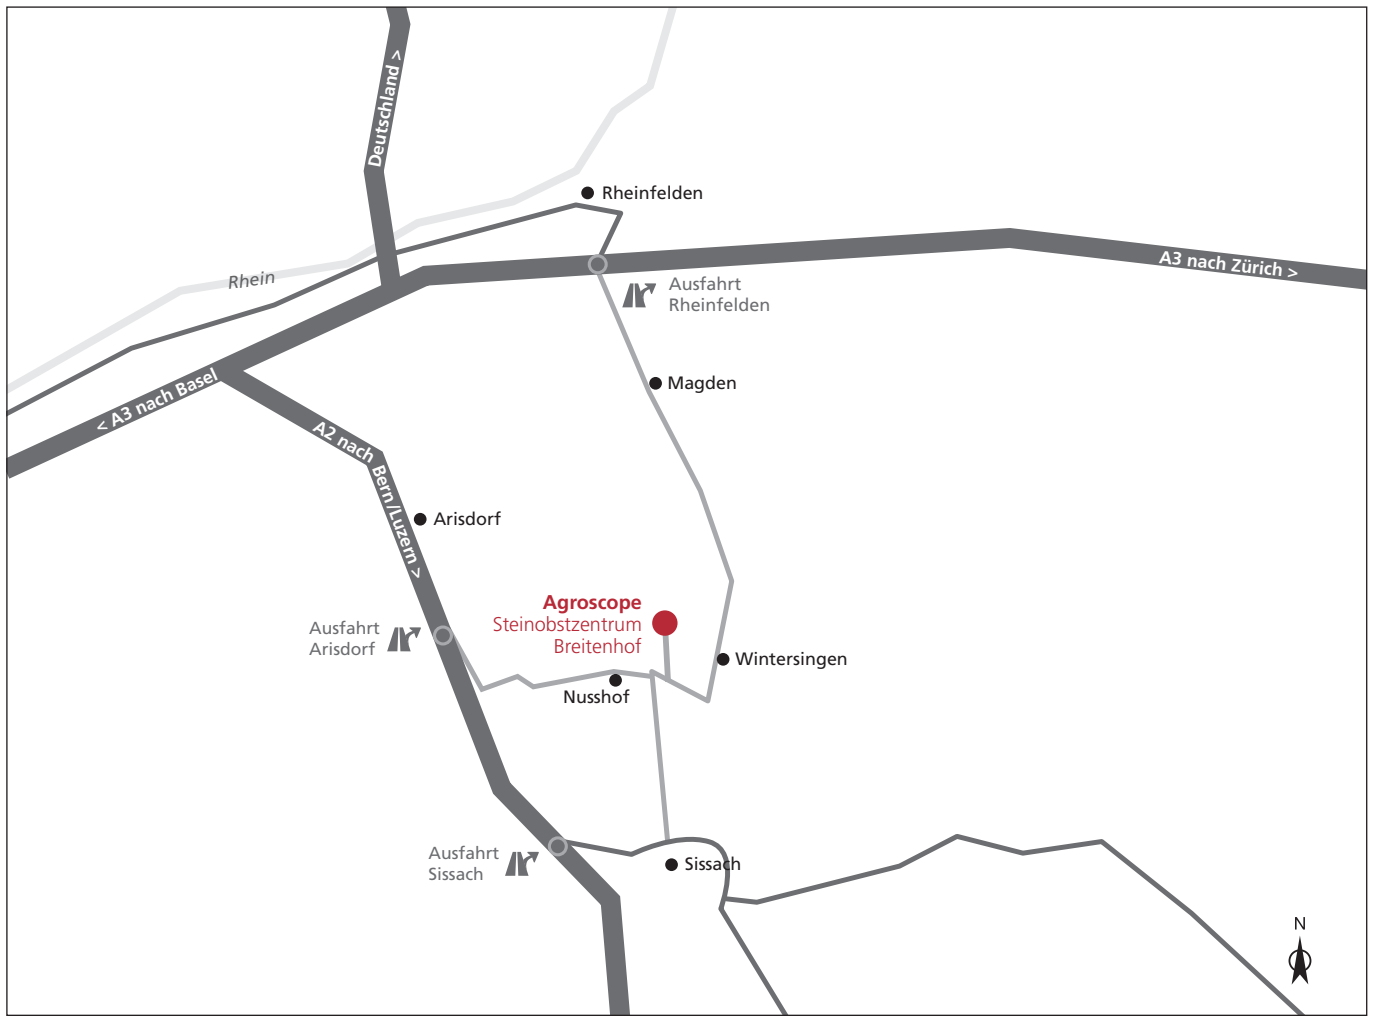 Deutschland >
Rheinfelden
Rhein
A3 nach Zürich >
Ausfahrt
Rheinfelden
< A3 nach Basel
Magden
A2 nach Bern/Luzern >
Arisdorf
Agroscope
Steinobstzentrum
Breitenhof
Ausfahrt
Arisdorf
Wintersingen
Nusshof
Ausfahrt
Sissach
Sissach
N